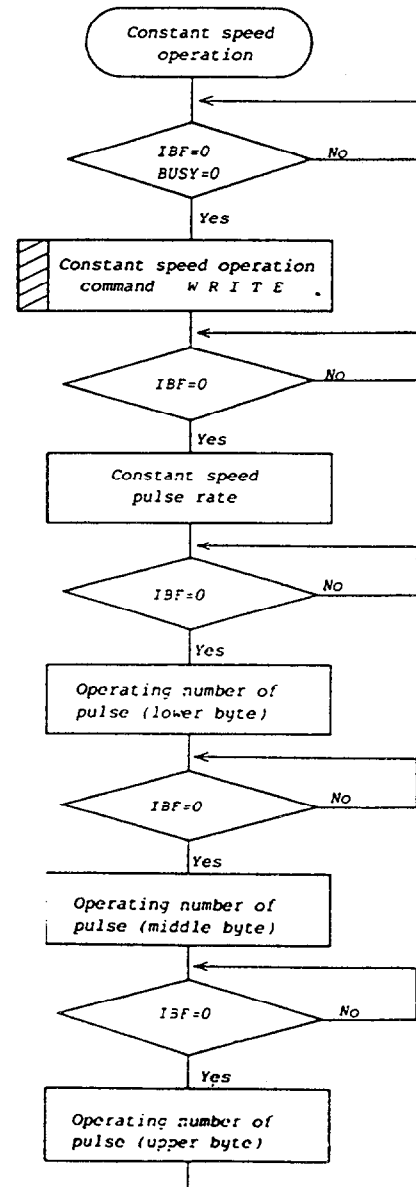 Constant speed
operation
IBF=0
BUSY=0
No
Yes
Constant speed operation
command W R I T E
IBF=0
No
Yes
Constant speed
pulse rate
IBF=0
No
Yes
Operating number of
pulse (lower byte)
IBF=0
No
Yes
Operating number of
pulse (middle byte)
IBF=0
No
Yes
Operating number of
pulse (upper byte)